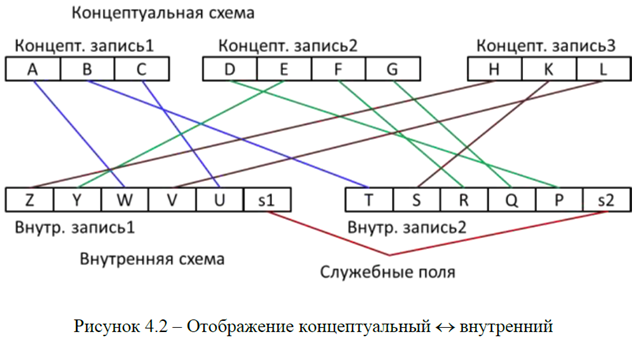 Концептуальная схема
Концепт. запись1 Концепт. запись2 Концепт. запись3
A B C D E F G H K L
Z Y W V U s1 T S R Q P s2
Внутр. запись1 Внутр. запись2
Внутренняя схема
Служебные поля
Рисунок 4.2 – Отображение концептуальный ↔ внутренний